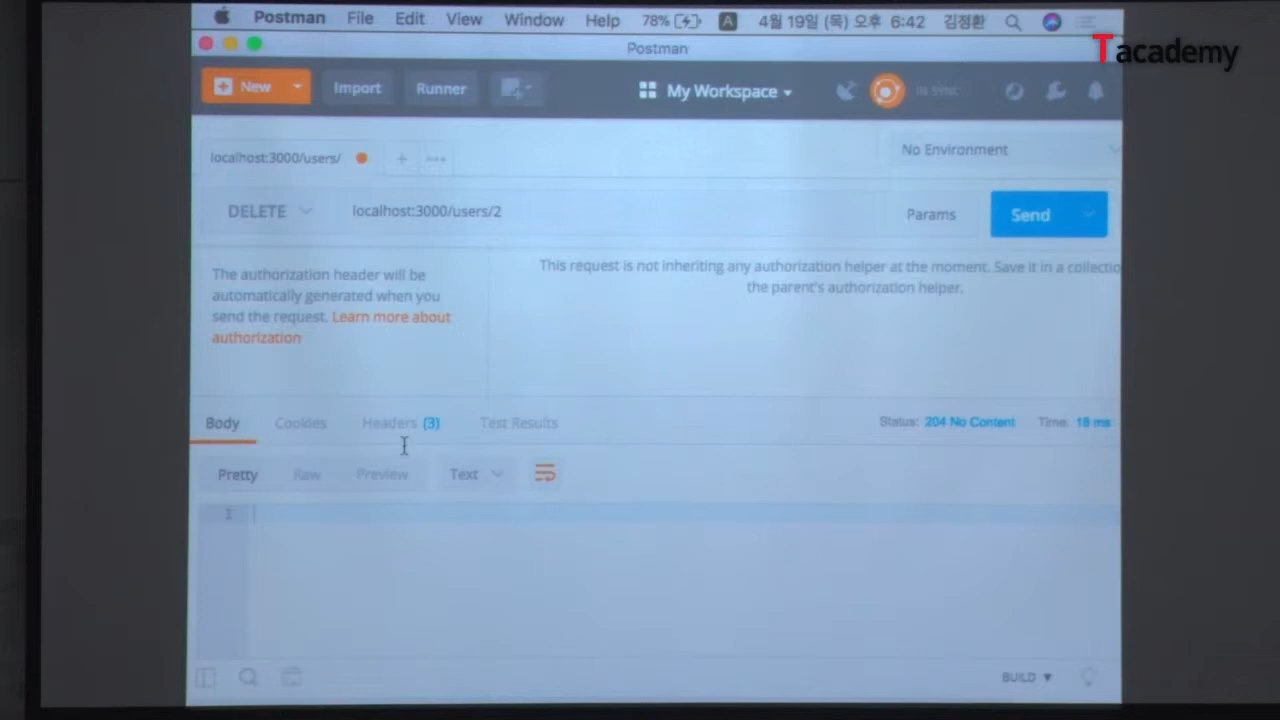 Postman File Edit View Window Help 78% A 4월 19일 (목) 오후 6:42 김정환
Postman
Tacademy
New Import Runner My Workspace IN SYNC
localhost:3000/users/ + ••• No Environment
DELETE localhost:3000/users/2 Params Send
The authorization header will be
automatically generated when you
send the request. Learn more about
authorization
This request is not inheriting any authorization helper at the moment. Save it in a collectio
the parent's authorization helper.
Body Cookies Headers (3) Test Results Status: 204 No Content Time: 18 ms
Pretty Raw Preview Text
1
BUILD